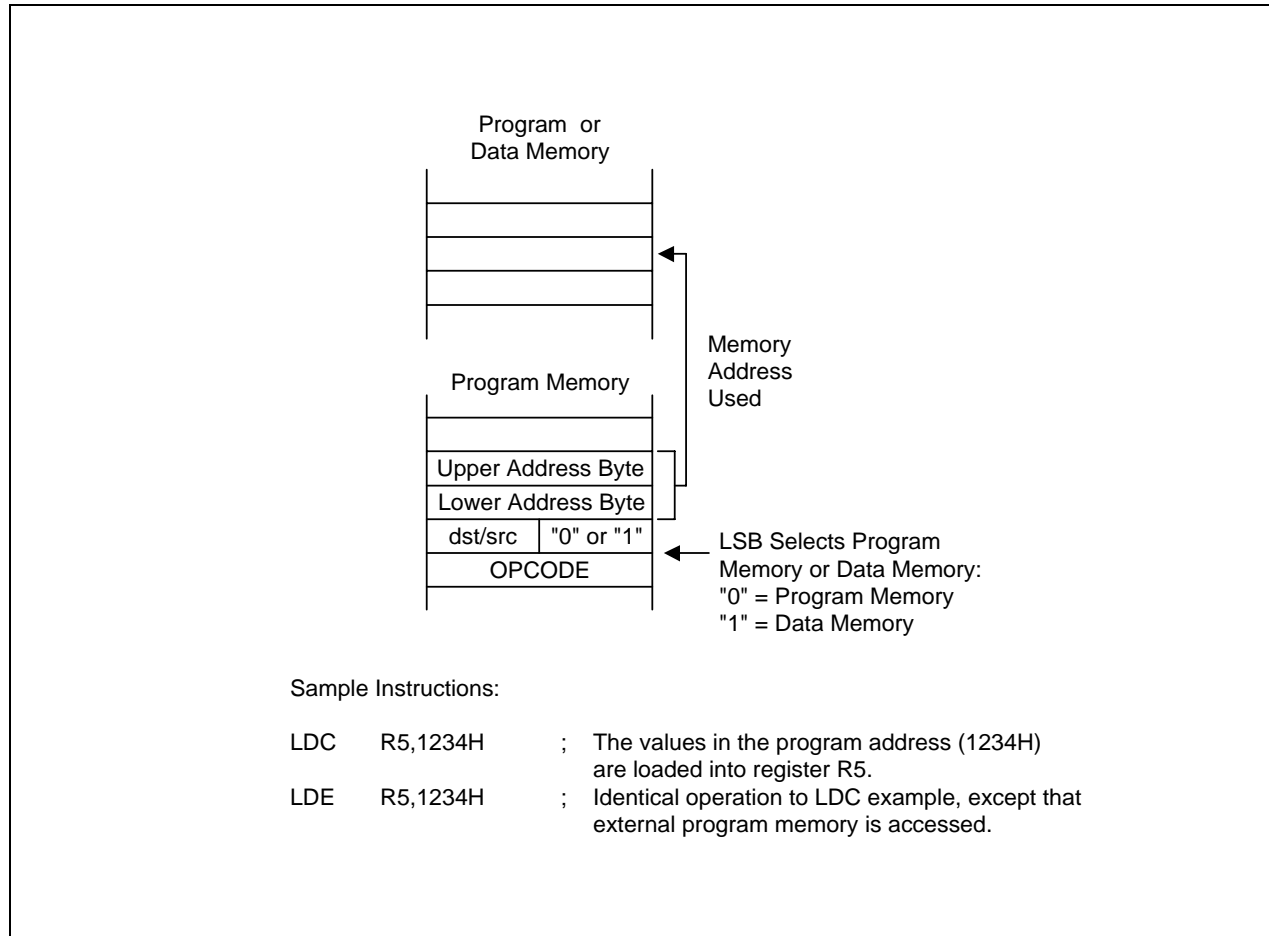 Program or
Data Memory
Memory
Address
Used
Program Memory
Upper Address Byte
Lower Address Byte
dst/src "0" or "1"
OPCODE
LSB Selects Program
Memory or Data Memory:
"0" = Program Memory
"1" = Data Memory
Sample Instructions:
LDC R5,1234H ; The values in the program address (1234H)
are loaded into register R5.
LDE R5,1234H ; Identical operation to LDC example, except that
external program memory is accessed.